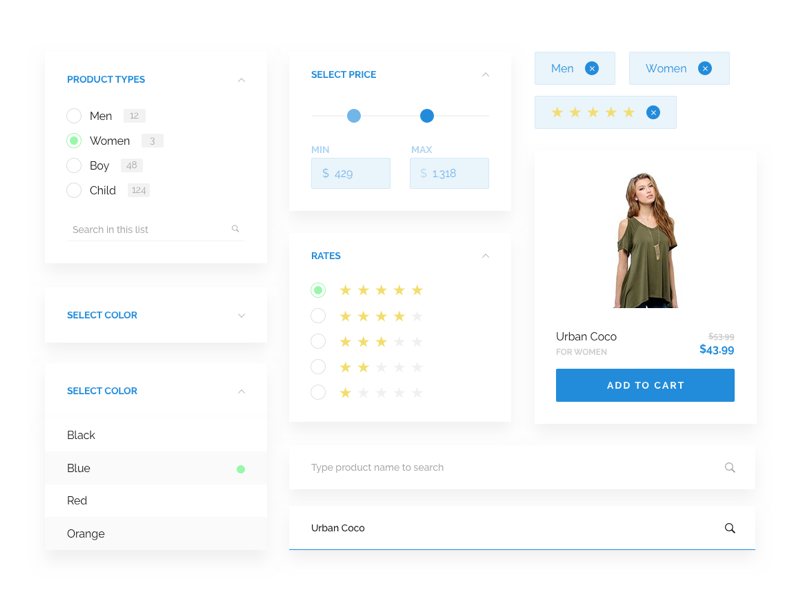 PRODUCT TYPES
Men 12
Women 3
Boy 48
Child 124
Search in this list
SELECT COLOR
SELECT COLOR
Black
Blue
Red
Orange
SELECT PRICE
MIN MAX
$ 429 $ 1318
RATES
Men Women
Urban Coco $63.99
FOR WOMEN $43.99
ADD TO CART
Type product name to search
Urban Coco